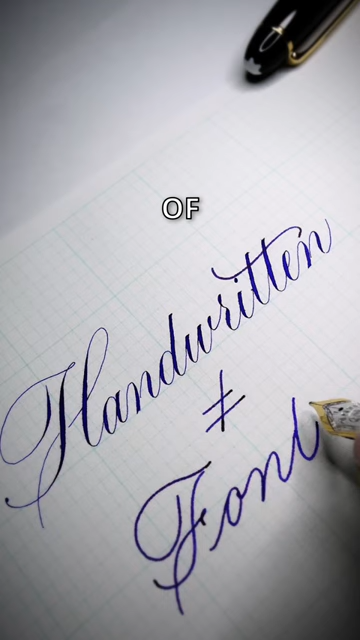 OF
Handwritten
≠
Font